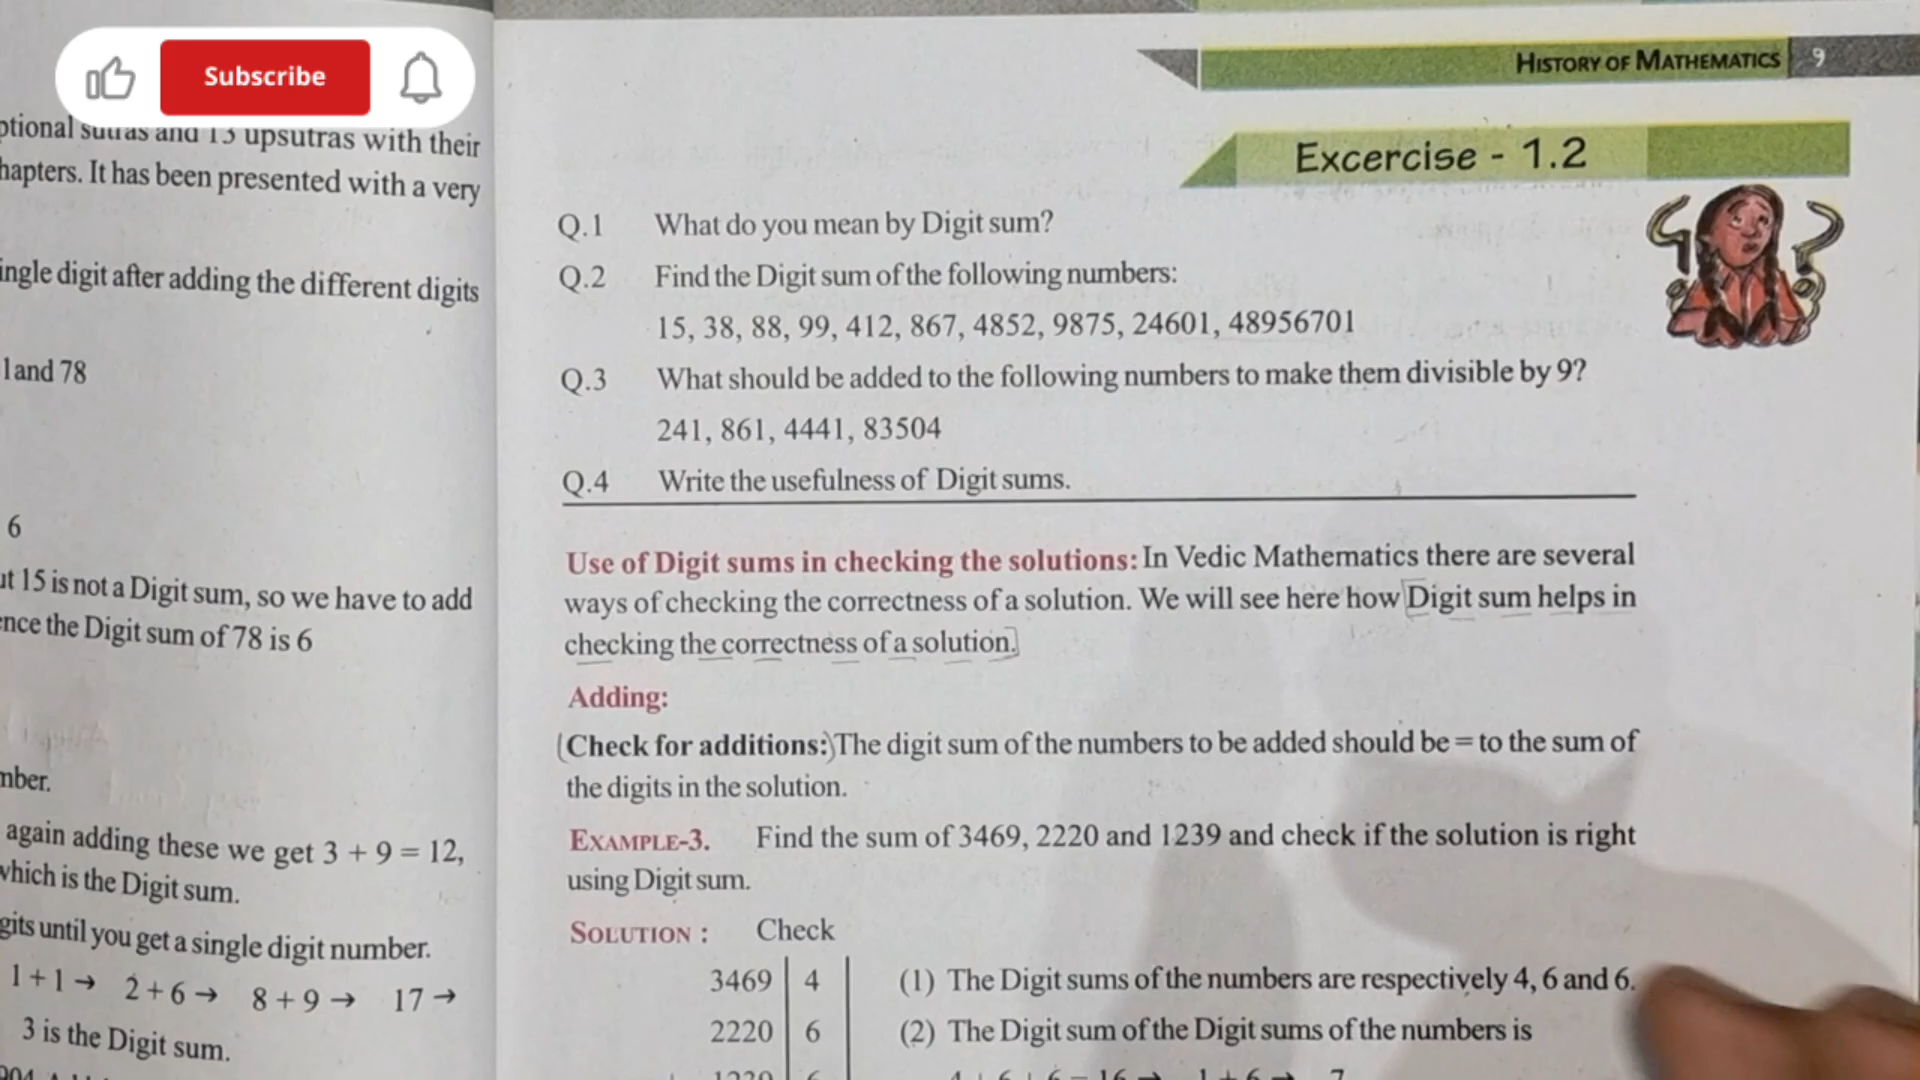 Subscribe
HISTORY OF MATHEMATICS 9
sutras and 13 upsutras with their
hapters. It has been presented with a very
ingle digit after adding the different digits
1and 78
6
ut 15 is not a Digit sum, so we have to add
ence the Digit sum of 78 is 6
mber.
again adding these we get 3 + 9 = 12,
which is the Digit sum.
gits until you get a single digit number.
1+1→ 2+6→ 8+9→ 17→
3 is the Digit sum.
Excercise - 1.2
Q.1 What do you mean by Digit sum?
Q.2 Find the Digit sum of the following numbers:
15, 38, 88, 99, 412, 867, 4852, 9875, 24601, 48956701
Q.3 What should be added to the following numbers to make them divisible by 9?
241, 861, 4441, 83504
Q.4 Write the usefulness of Digit sums.
Use of Digit sums in checking the solutions: In Vedic Mathematics there are several
ways of checking the correctness of a solution. We will see here how Digit sum helps in
checking the correctness of a solution.
Adding:
(Check for additions:) The digit sum of the numbers to be added should be = to the sum of
the digits in the solution.
EXAMPLE-3. Find the sum of 3469, 2220 and 1239 and check if the solution is right
using Digit sum.
SOLUTION : Check
3469 4 (1) The Digit sums of the numbers are respectively 4, 6 and 6.
2220 6 (2) The Digit sum of the Digit sums of the numbers is
1239 6 4 + 6 + 6 = 16 → 1 + 6 → 7